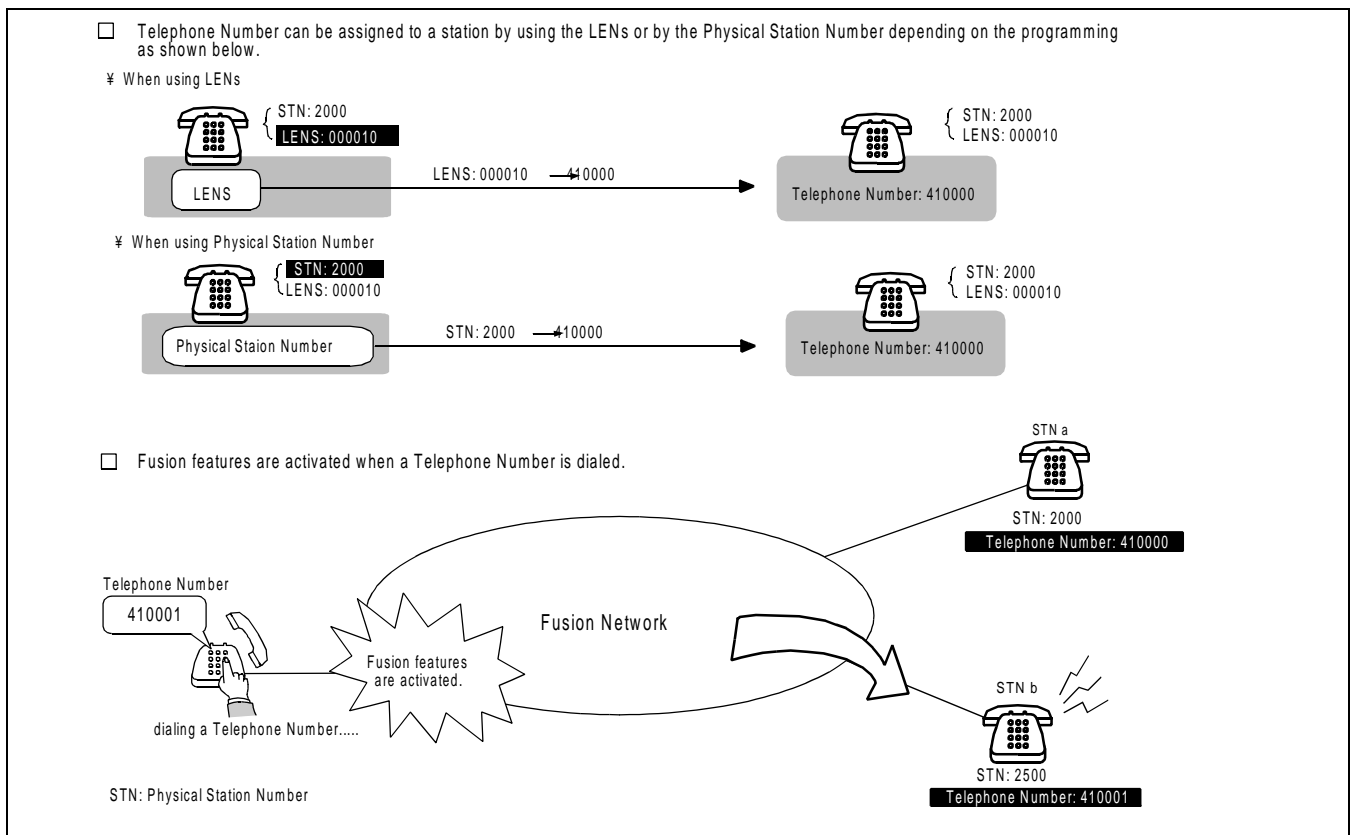 Telephone Number can be assigned to a station by using the LENs or by the Physical Station Number depending on the programming
as shown below.
¥ When using LENs
STN: 2000
LENS: 000010
LENS
LENS: 000010 → 410000
STN: 2000
LENS: 000010
Telephone Number: 410000
¥ When using Physical Station Number
STN: 2000
LENS: 000010
Physical Staion Number
STN: 2000 → 410000
STN: 2000
LENS: 000010
Telephone Number: 410000
Fusion features are activated when a Telephone Number is dialed.
STN a
STN: 2000
Telephone Number: 410000
Telephone Number
410001
Fusion Network
Fusion features
are activated.
dialing a Telephone Number.....
STN b
STN: 2500
Telephone Number: 410001
STN: Physical Station Number